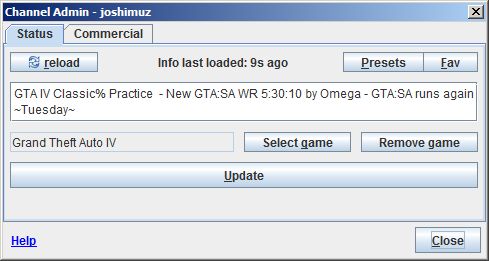 Channel Admin - joshimuz
Status Commercial
reload Info last loaded: 9s ago Presets Fav
GTA IV Classic% Practice - New GTA:SA WR 5:30:10 by Omega - GTA:SA runs again
~Tuesday~
Grand Theft Auto IV Select game Remove game
Update
Help Close